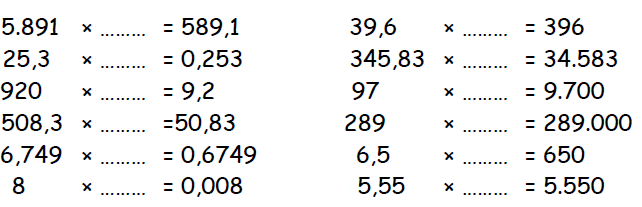 5.891 × ......... = 589,1 39,6 × ......... = 396
25,3 × ......... = 0,253 345,83 × ......... = 34.583
920 × ......... = 9,2 97 × ......... = 9.700
508,3 × ......... =50,83 289 × ......... = 289.000
6,749 × ......... = 0,6749 6,5 × ......... = 650
8 × ......... = 0,008 5,55 × ......... = 5.550